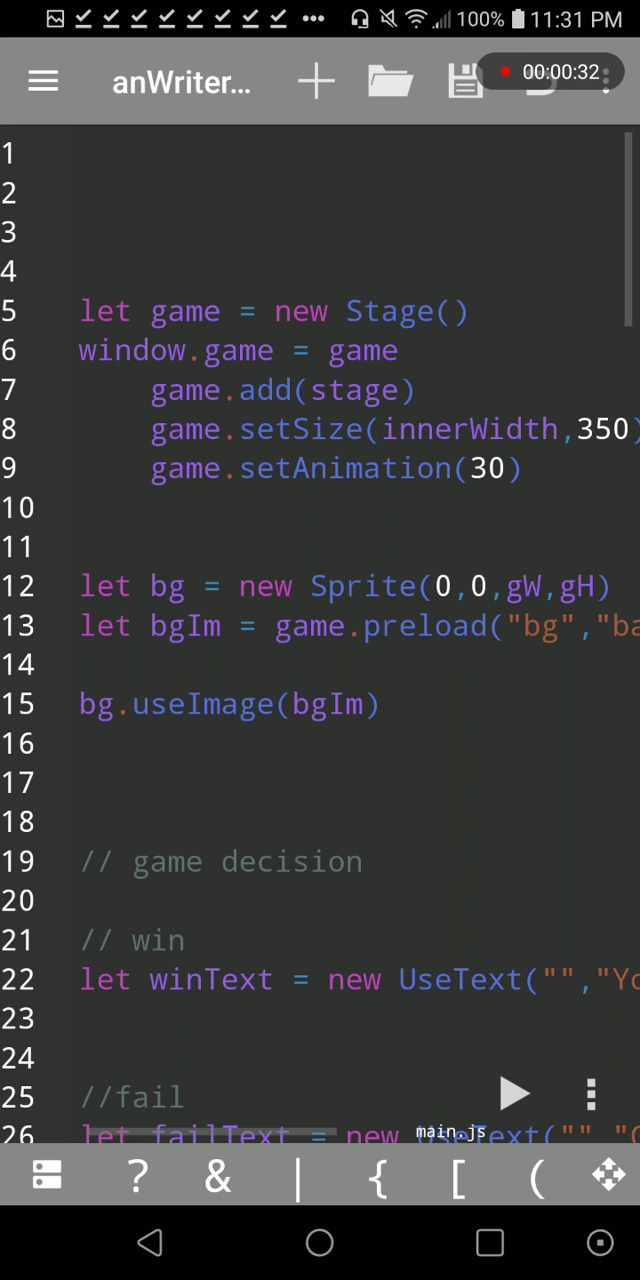 100% 11:31 PM
anWriter...
00:00:32
1
2
3
4
5 let game = new Stage()
6 window.game = game
7 game.add(stage)
8 game.setSize(innerWidth,350)
9 game.setAnimation(30)
10
11
12 let bg = new Sprite(0,0,gW,gH)
13 let bgIm = game.preload("bg","ba
14
15 bg.useImage(bgIm)
16
17
18
19 // game decision
20
21 // win
22 let winText = new UseText("","Yo
23
24
25 //fail
26 let failText = new UseText("","
main.js
? & | { [ (